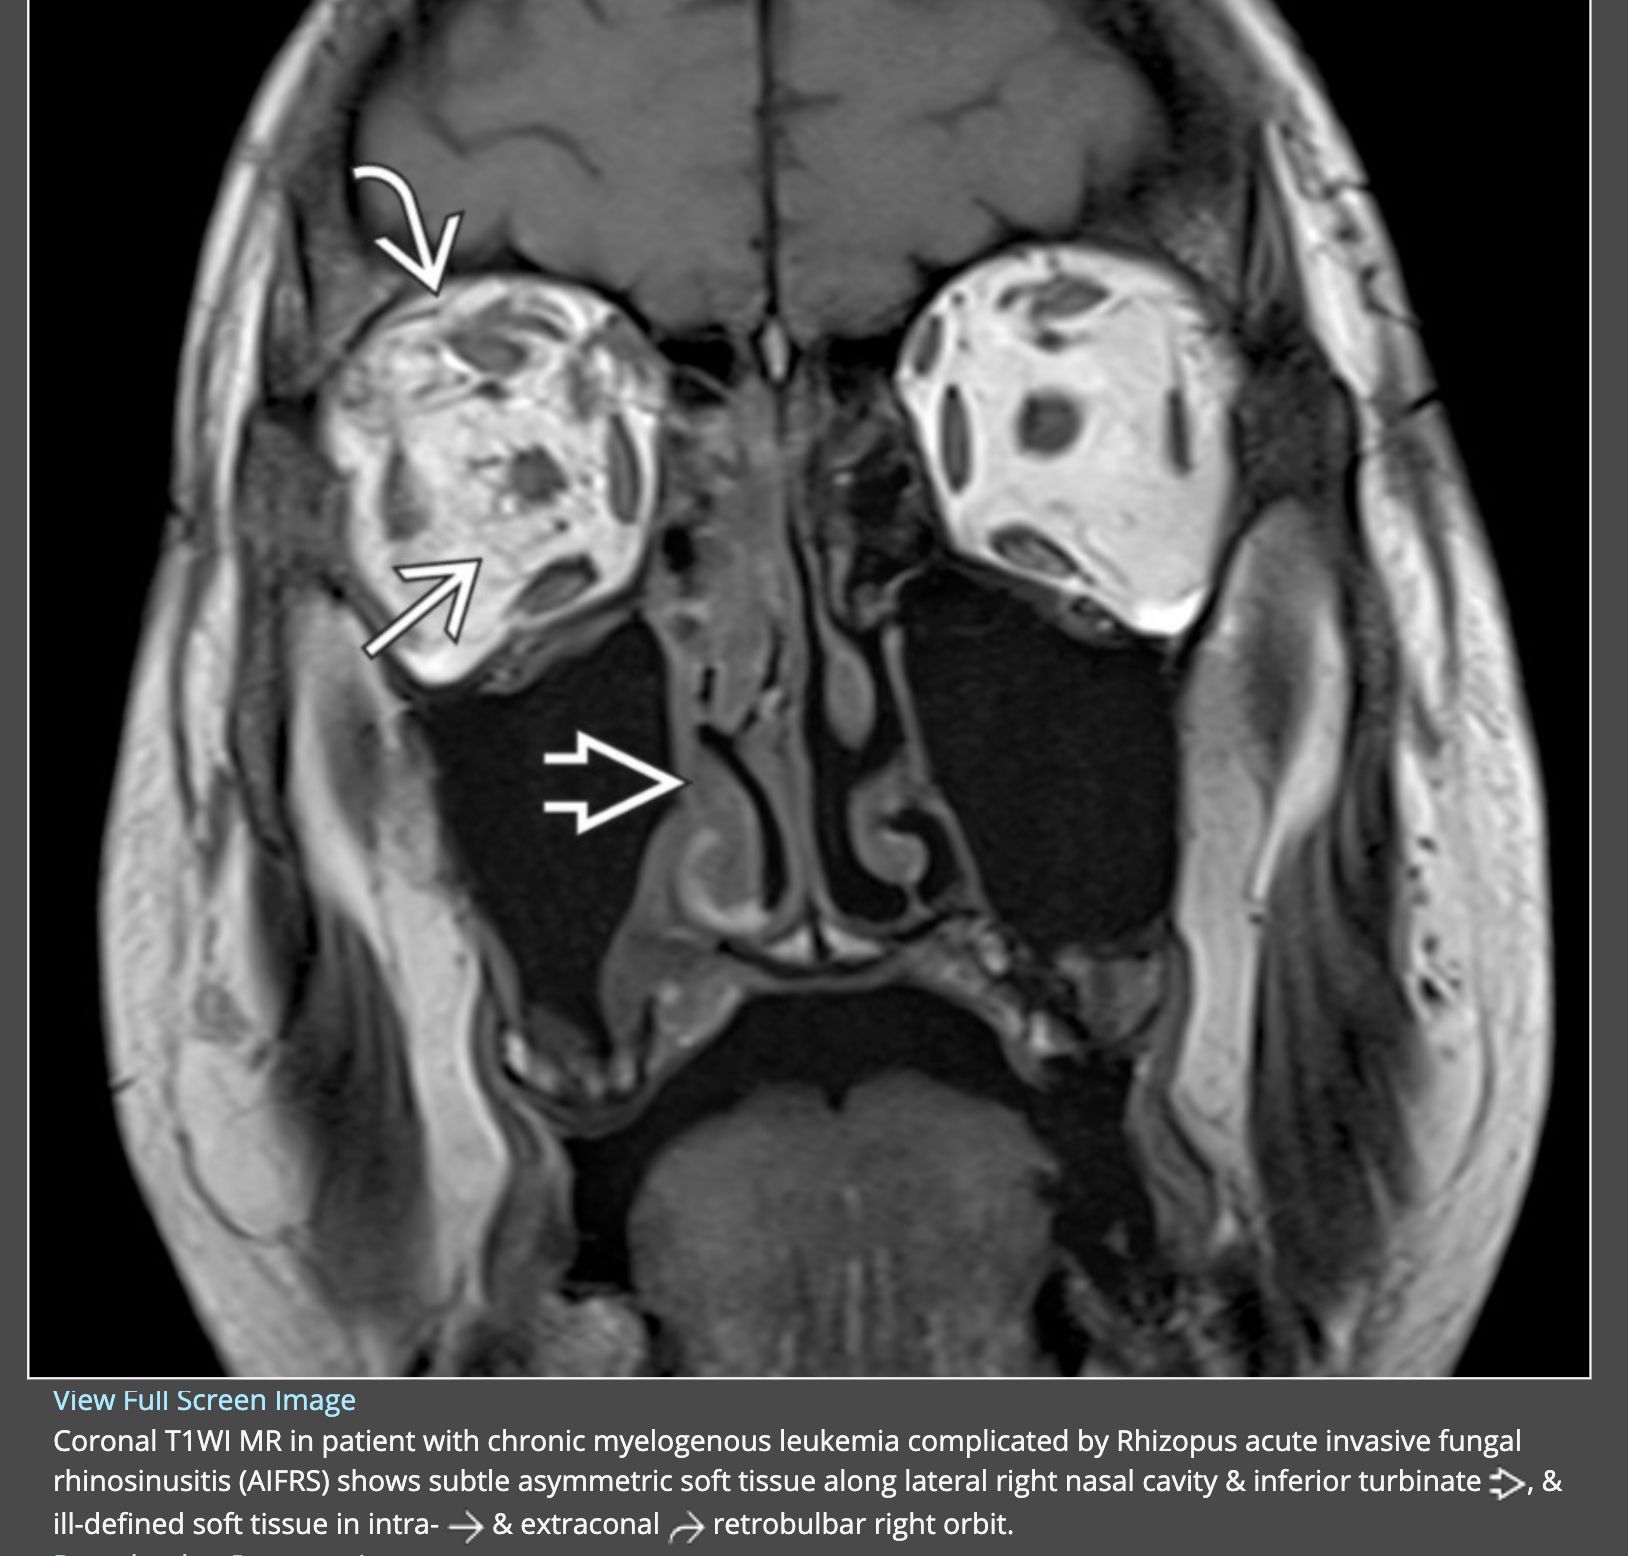 View Full Screen Image
Coronal T1WI MR in patient with chronic myelogenous leukemia complicated by Rhizopus acute invasive fungal
rhinosinusitis (AIFRS) shows subtle asymmetric soft tissue along lateral right nasal cavity & inferior turbinate , &
ill-defined soft tissue in intra- & extraconal retrobulbar right orbit.